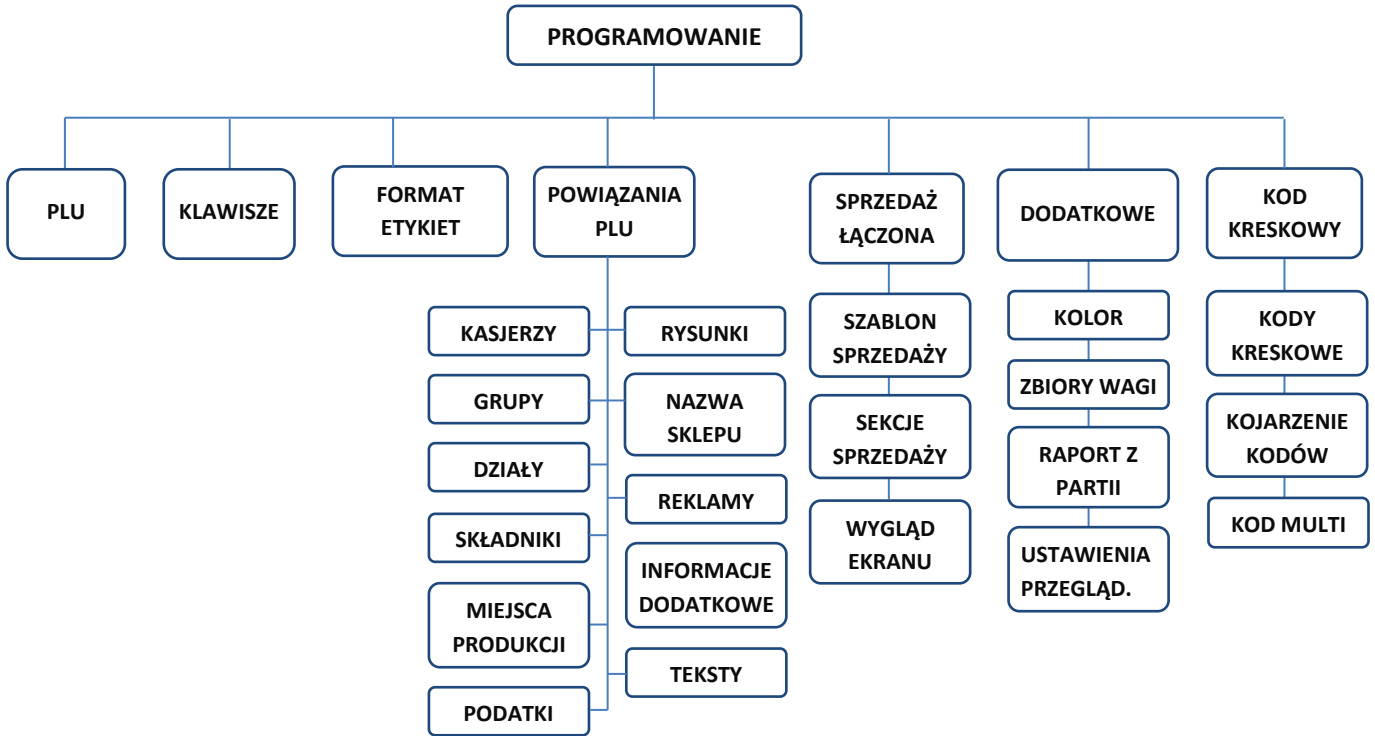 PROGRAMOWANIE
PLU
KLAWISZE
FORMAT
ETYKIET
POWIĄZANIA
PLU
SPRZEDAŻ
ŁĄCZONA
DODATKOWE
KOD
KRESKOWY
KASJERZY
GRUPY
DZIAŁY
SKŁADNIKI
MIEJSCA
PRODUKCJI
PODATKI
RYSUNKI
NAZWA
SKLEPU
REKLAMY
INFORMACJE
DODATKOWE
TEKSTY
SZABLON
SPRZEDAŻY
SEKCJE
SPRZEDAŻY
WYGLĄD
EKRANU
KOLOR
ZBIORY WAGI
RAPORT Z
PARTII
USTAWIENIA
PRZEGLĄD.
KODY
KRESKOWE
KOJARZENIE
KODÓW
KOD MULTI